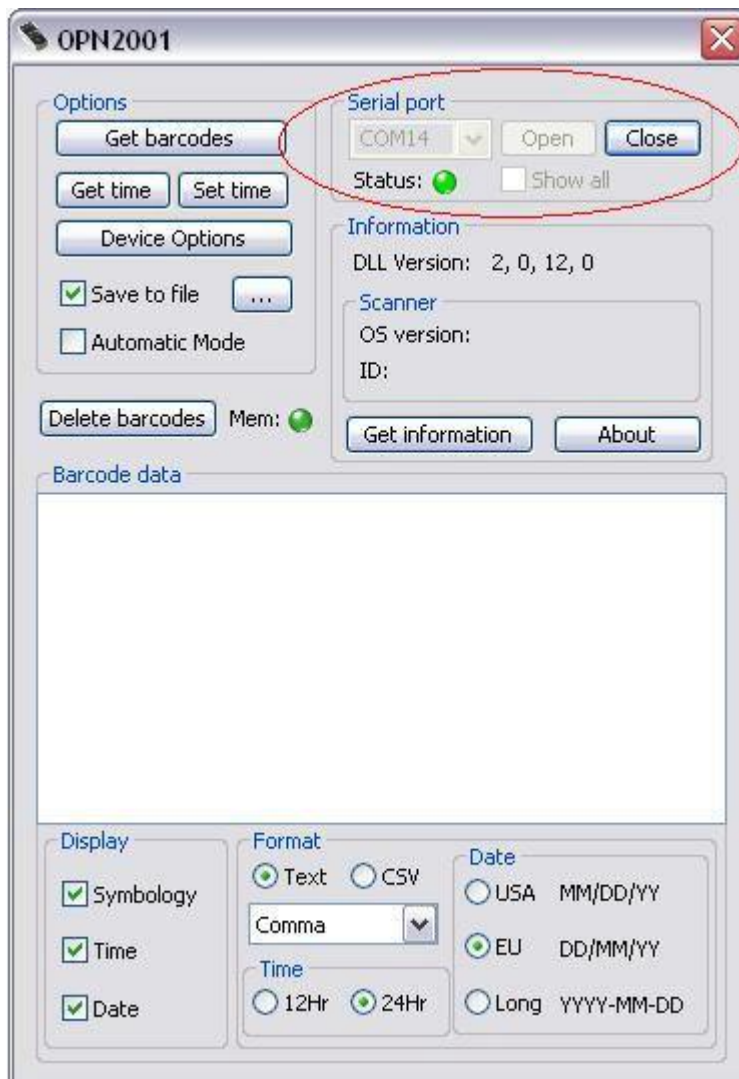 OPN2001
Options
Get barcodes
Get time Set time
Device Options
Save to file ...
Automatic Mode
Delete barcodes Mem:
Serial port
COM14 Open Close
Status: Show all
Information
DLL Version: 2, 0, 12, 0
Scanner
OS version:
ID:
Get information About
Barcode data
Display
Symbology
Time
Date
Format
Text CSV
Comma
Time
12Hr 24Hr
Date
USA MM/DD/YY
EU DD/MM/YY
Long YYYY-MM-DD